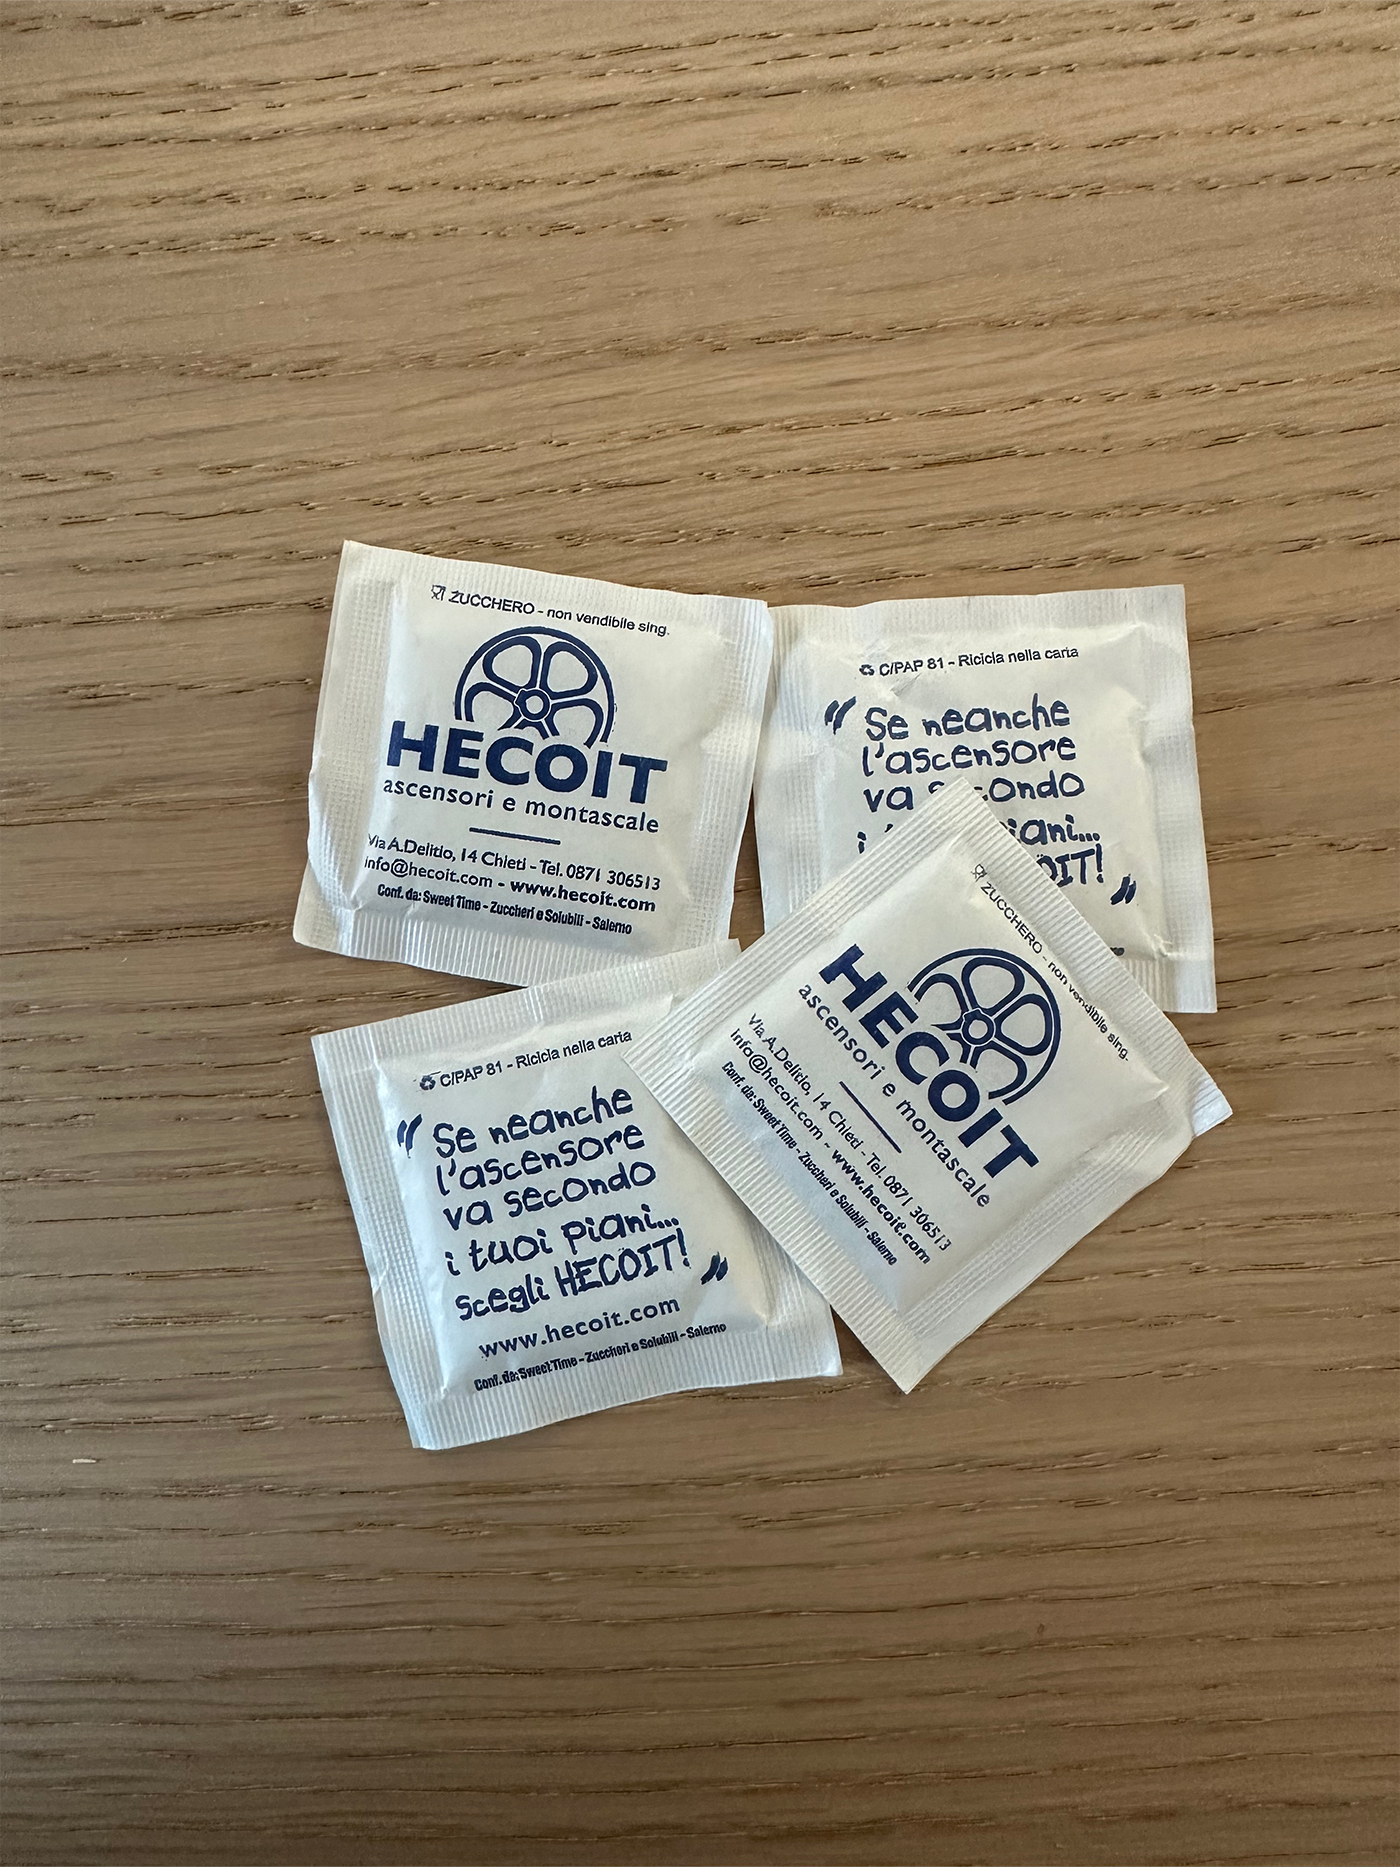 ZUCCHERO - non vendibile sing.
HECOIT
ascensori e montascale
Via A.Delitio, 14 Chieti - Tel. 0871 306513
info@hecoit.com - www.hecoit.com
Conf. da: Sweet Time - Zuccheri e Solubili - Salerno
C/PAP 81 - Ricicla nella carta
" Se neanche
l'ascensore
va secondo
i piani...
OIT! "
C/PAP 81 - Ricicla nella carta
" Se neanche
l'ascensore
va secondo
i tuoi piani...
scegli HECOIT! "
www.hecoit.com
Conf. da: Sweet Time - Zuccheri e Solubili - Salerno
ZUCCHERO - non vendibile sing.
HECOIT
ascensori e montascale
Via A.Delitio, 14 Chieti - Tel. 0871 306513
info@hecoit.com - www.hecoit.com
Conf. da: Sweet Time - Zuccheri e Solubili - Salerno